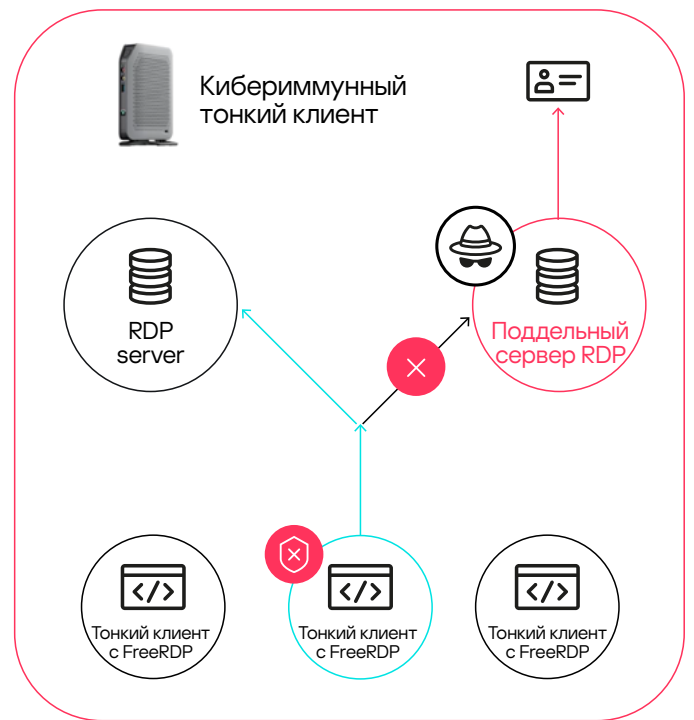 Кибериммунный
тонкий клиент
RDP
server
Поддельный
сервер RDP
Тонкий клиент
с FreeRDP
Тонкий клиент
с FreeRDP
Тонкий клиент
с FreeRDP